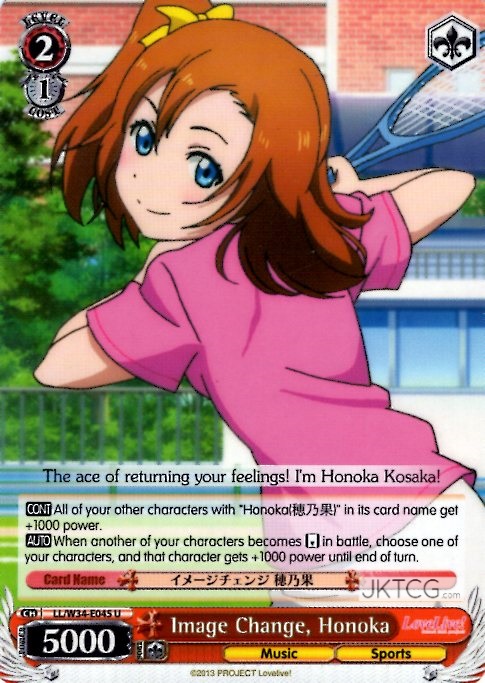 LEVEL
2
1
COST
The ace of returning your feelings! I'm Honoka Kosaka!
CONT All of your other characters with "Honoka(穂乃果)" in its card name get
+1000 power.
AUTO When another of your characters becomes in battle, choose one of
your characters, and that character gets +1000 power until end of turn.
Card Name イメージチェンジ 穂乃果
JKTCG.com
CH LL/W34-E045 U
POWER
5000
Image Change, Honoka
LoveLive!
Music Sports
©2013 PROJECT Lovelive!